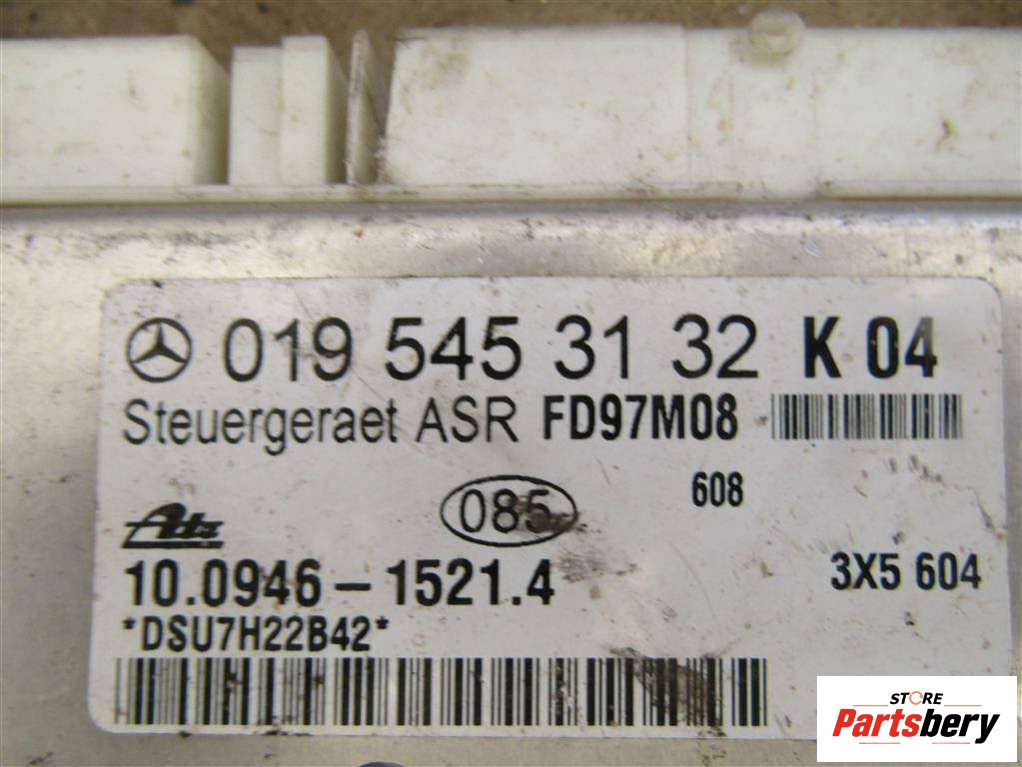 019 545 31 32 K 04
Steuergeraet ASR FD97M08
085 608
Ate
10.0946-1521.4 3X5 604
*DSU7H22B42*
STORE
Partsbery